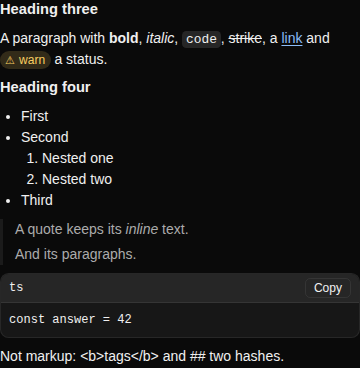 Heading three
A paragraph with bold, italic, code, strike, a link and
⚠ warn a status.
Heading four
• First
• Second
1. Nested one
2. Nested two
• Third
A quote keeps its inline text.
And its paragraphs.
ts Copy
const answer = 42
Not markup: <b>tags</b> and ## two hashes.